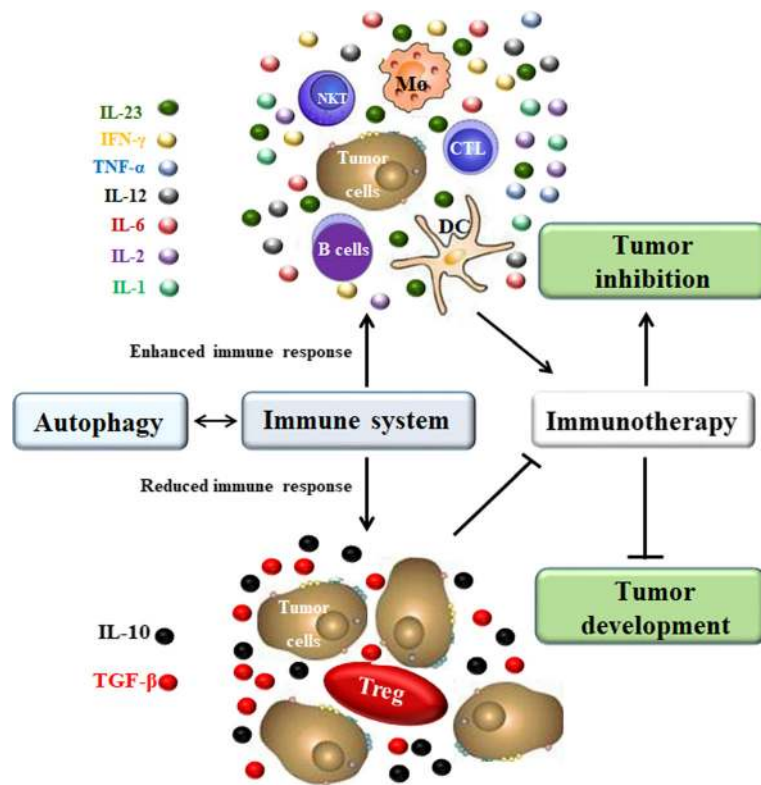 Mø
NKT
IL-23
IFN-γ
TNF-α
IL-12
IL-6
IL-2
IL-1
CTL
Tumor
cells
B cells
DC
Tumor
inhibition
Enhanced immune response
Autophagy
Immune system
Immunotherapy
Reduced immune response
Tumor
cells
IL-10
TGF-β
Treg
Tumor
development